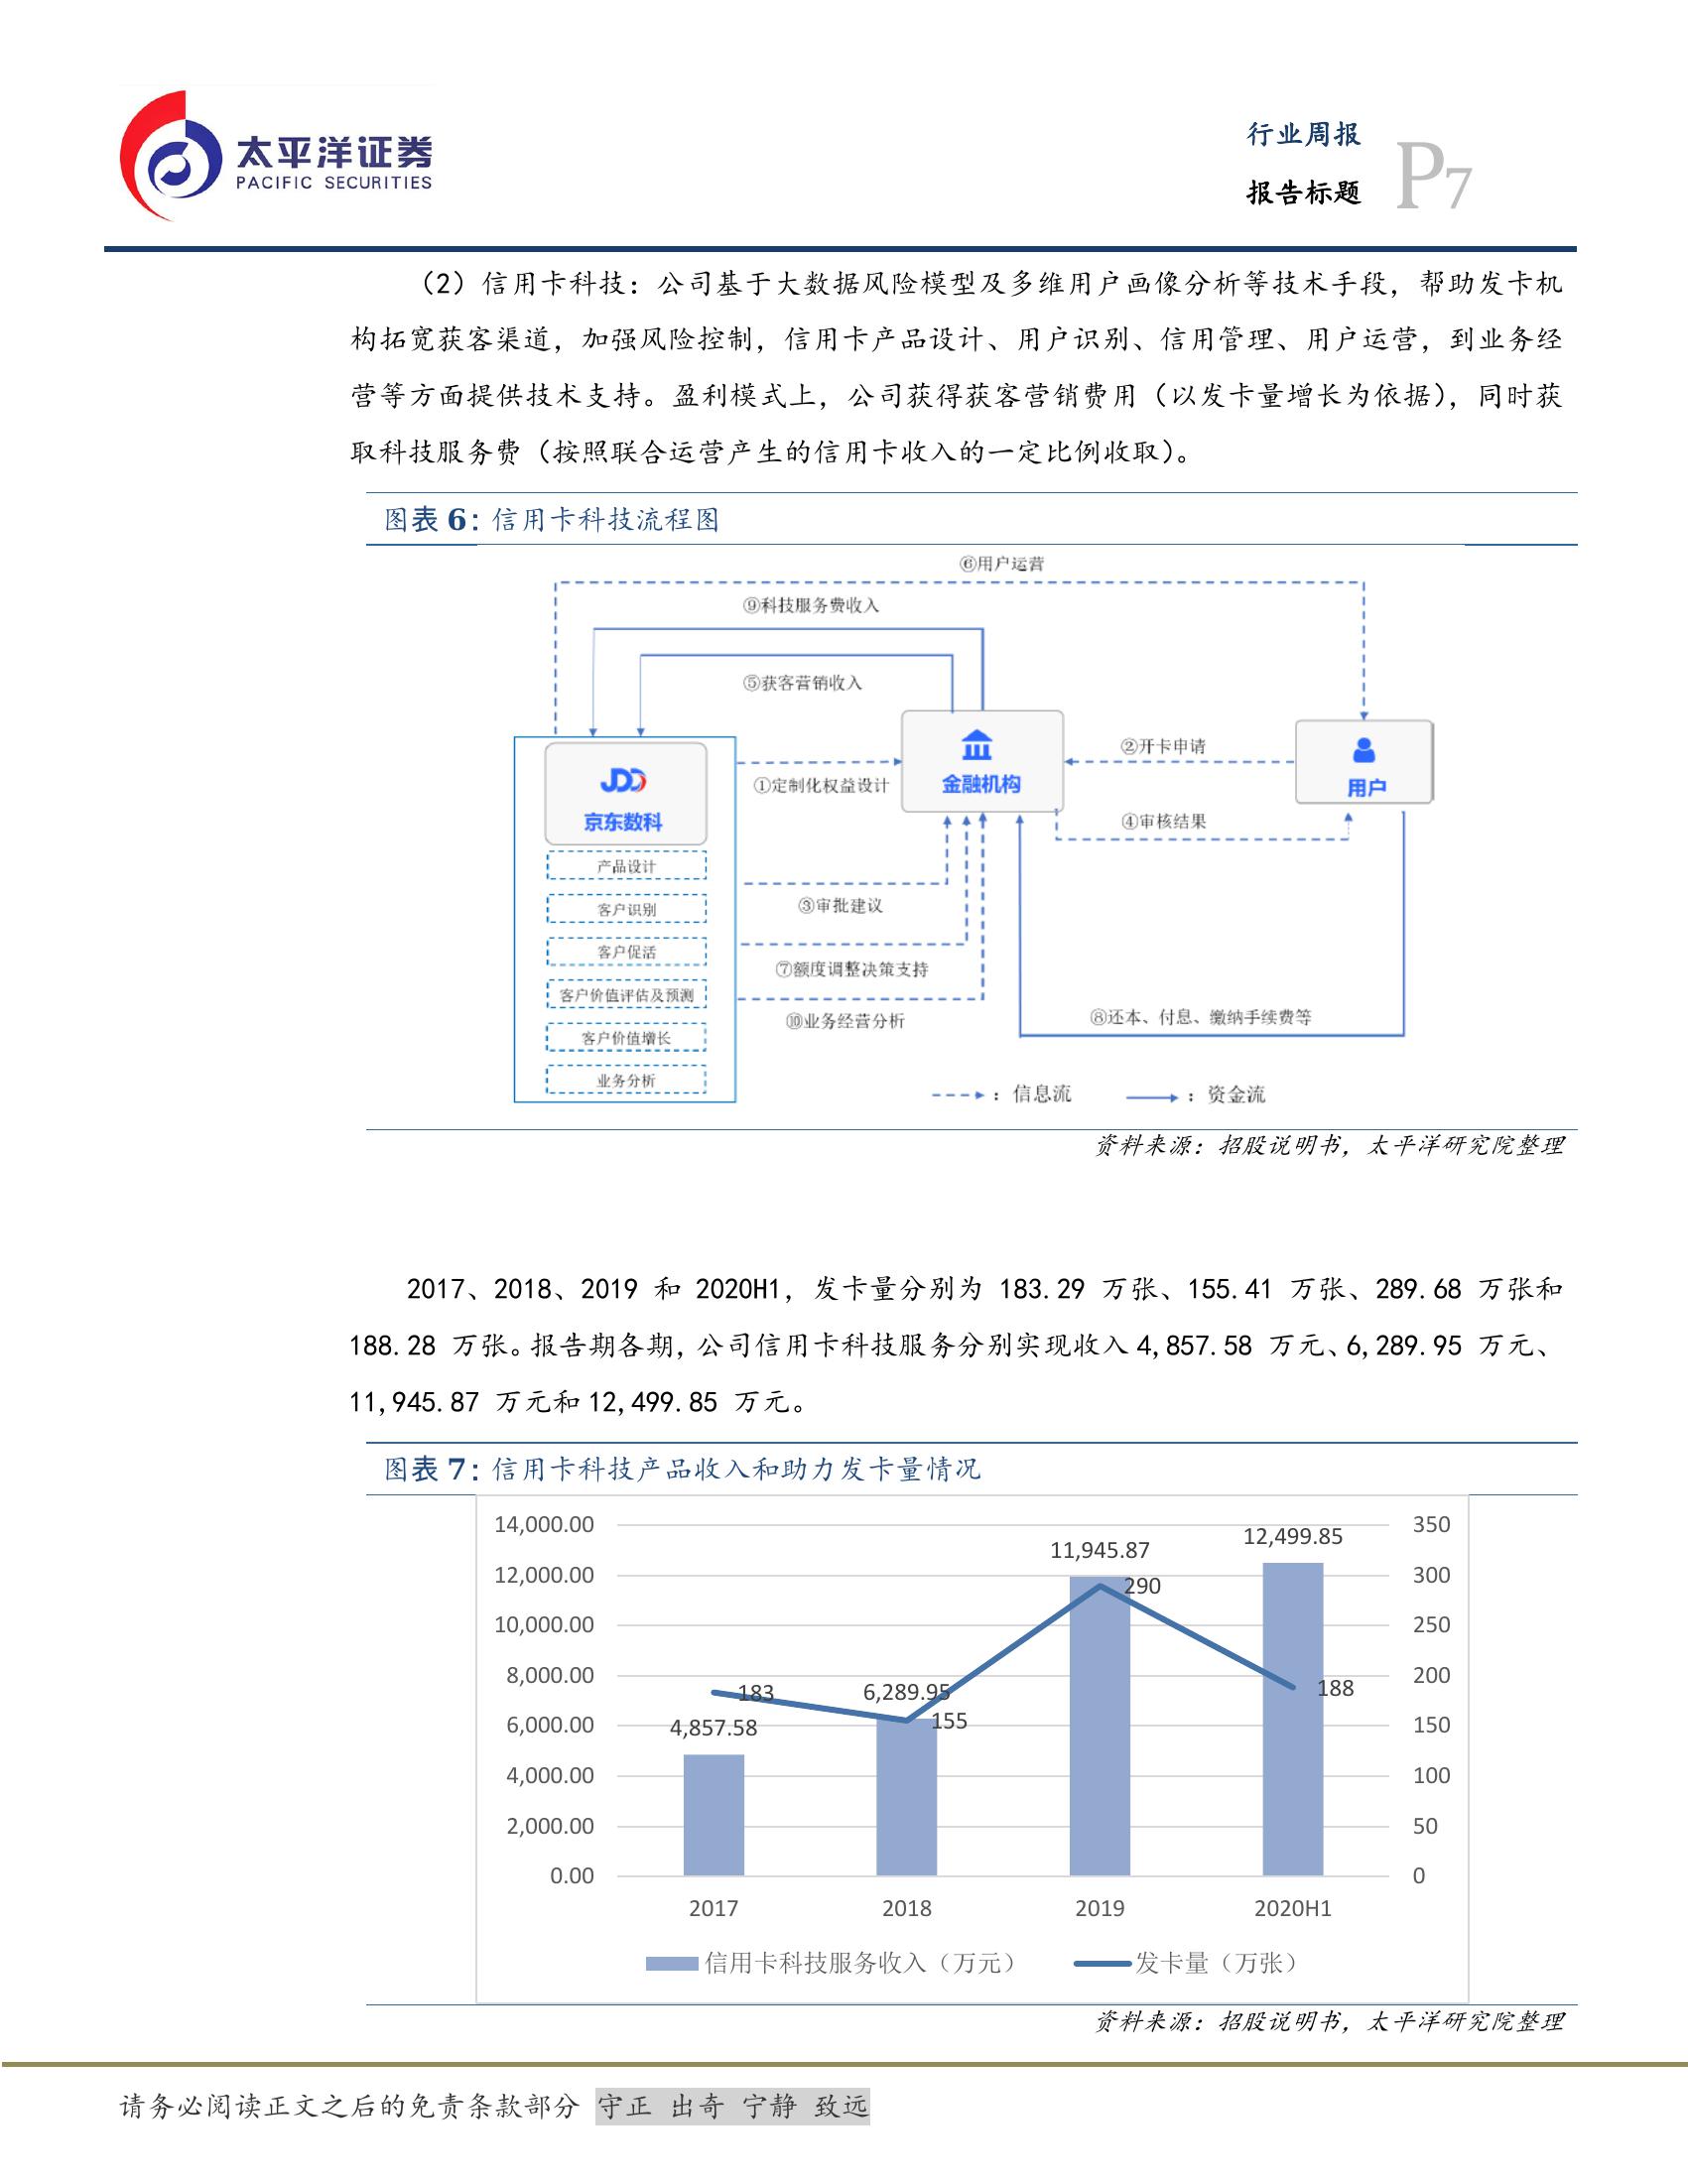 太平洋证券
PACIFIC SECURITIES
行业周报
报告标题
P7
（2）信用卡科技：公司基于大数据风险模型及多维用户画像分析等技术手段，帮助发卡机
构拓宽获客渠道，加强风险控制，信用卡产品设计、用户识别、信用管理、用户运营，到业务经
营等方面提供技术支持。盈利模式上，公司获得获客营销费用（以发卡量增长为依据），同时获
取科技服务费（按照联合运营产生的信用卡收入的一定比例收取）。
图表 6：信用卡科技流程图
⑥用户运营
⑨科技服务费收入
⑤获客营销收入
JDD
京东数科
产品设计
客户识别
客户促活
客户价值评估及预测
客户价值增长
业务分析
①定制化权益设计
金融机构
②开卡申请
用户
④审核结果
③审批建议
⑦额度调整决策支持
⑩业务经营分析
⑧还本、付息、缴纳手续费等
：信息流
：资金流
资料来源：招股说明书，太平洋研究院整理
2017、2018、2019 和 2020H1，发卡量分别为 183.29 万张、155.41 万张、289.68 万张和
188.28 万张。报告期各期，公司信用卡科技服务分别实现收入 4,857.58 万元、6,289.95 万元、
11,945.87 万元和 12,499.85 万元。
图表 7：信用卡科技产品收入和助力发卡量情况
14,000.00
12,000.00
10,000.00
8,000.00
6,000.00
4,000.00
2,000.00
0.00
4,857.58
6,289.95
11,945.87
12,499.85
183
155
290
188
350
300
250
200
150
100
50
0
2017
2018
2019
2020H1
信用卡科技服务收入（万元）
发卡量（万张）
资料来源：招股说明书，太平洋研究院整理
请务必阅读正文之后的免责条款部分 守正 出奇 宁静 致远